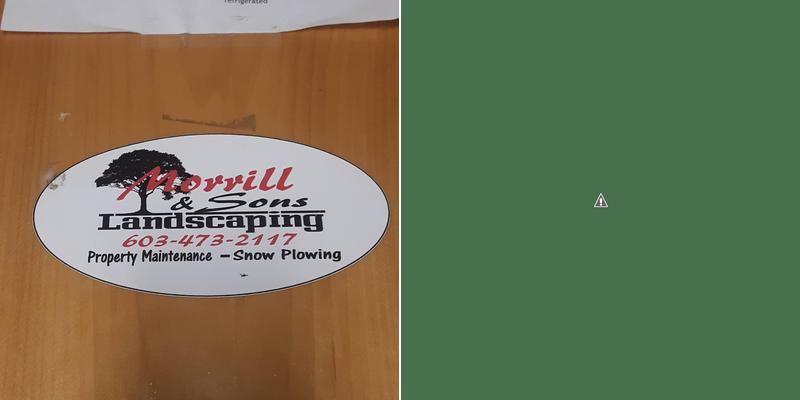 refrigerated
Morrill
& Sons
Landscaping
603-473-2117
Property Maintenance - Snow Plowing